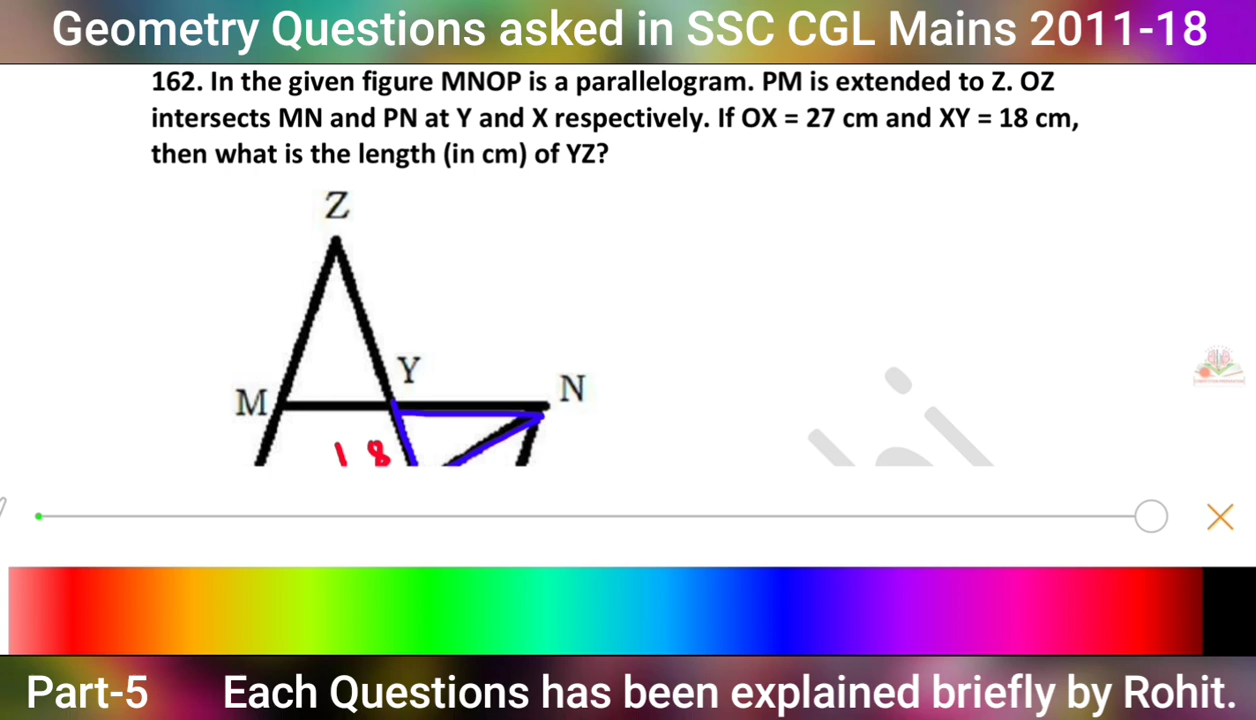 Geometry Questions asked in SSC CGL Mains 2011-18
162. In the given figure MNOP is a parallelogram. PM is extended to Z. OZ
intersects MN and PN at Y and X respectively. If OX = 27 cm and XY = 18 cm,
then what is the length (in cm) of YZ?
Z
Y
N
M
18
Part-5 Each Questions has been explained briefly by Rohit.